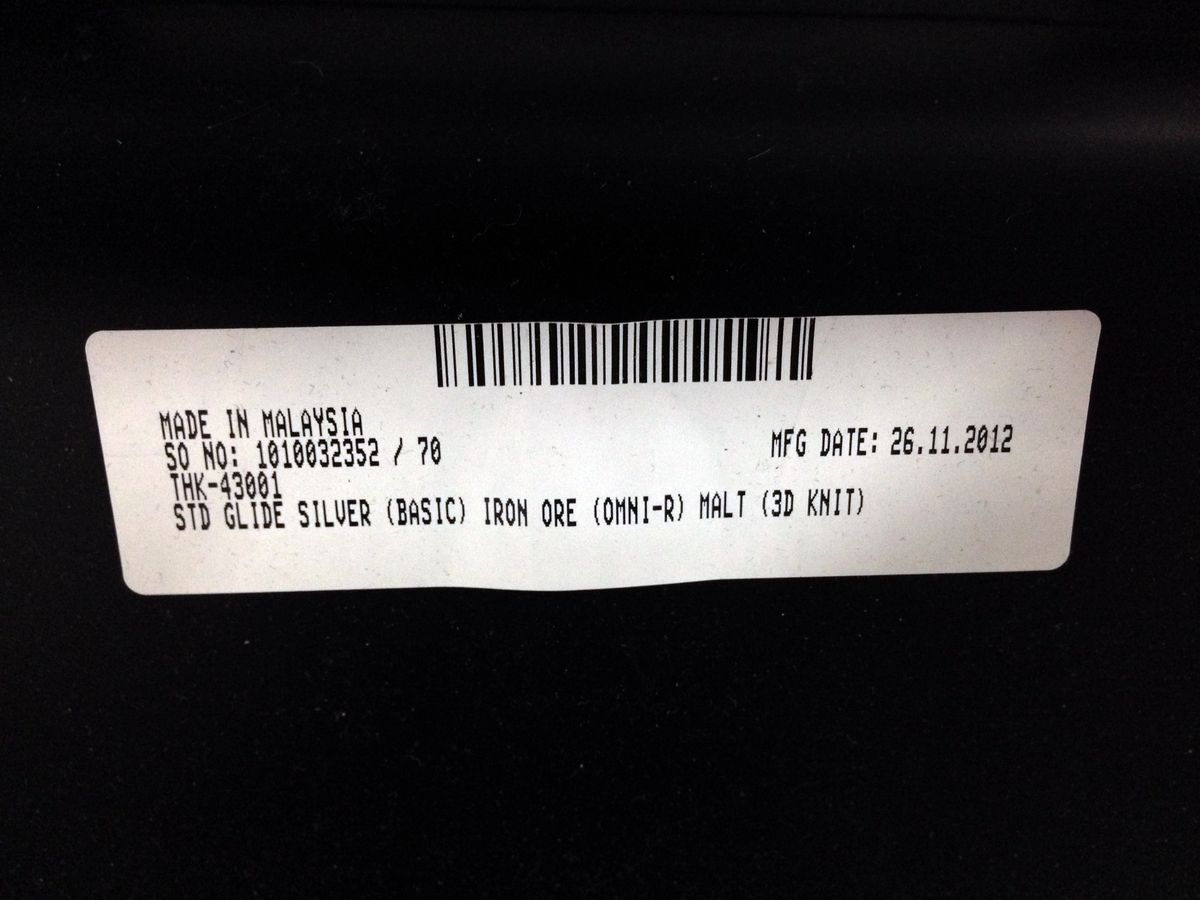 MADE IN MALAYSIA
SO NO: 1010032352 / 70
MFG DATE: 26.11.2012
THK-43001
STD GLIDE SILVER (BASIC) IRON ORE (OMNI-R) MALT (3D KNIT)